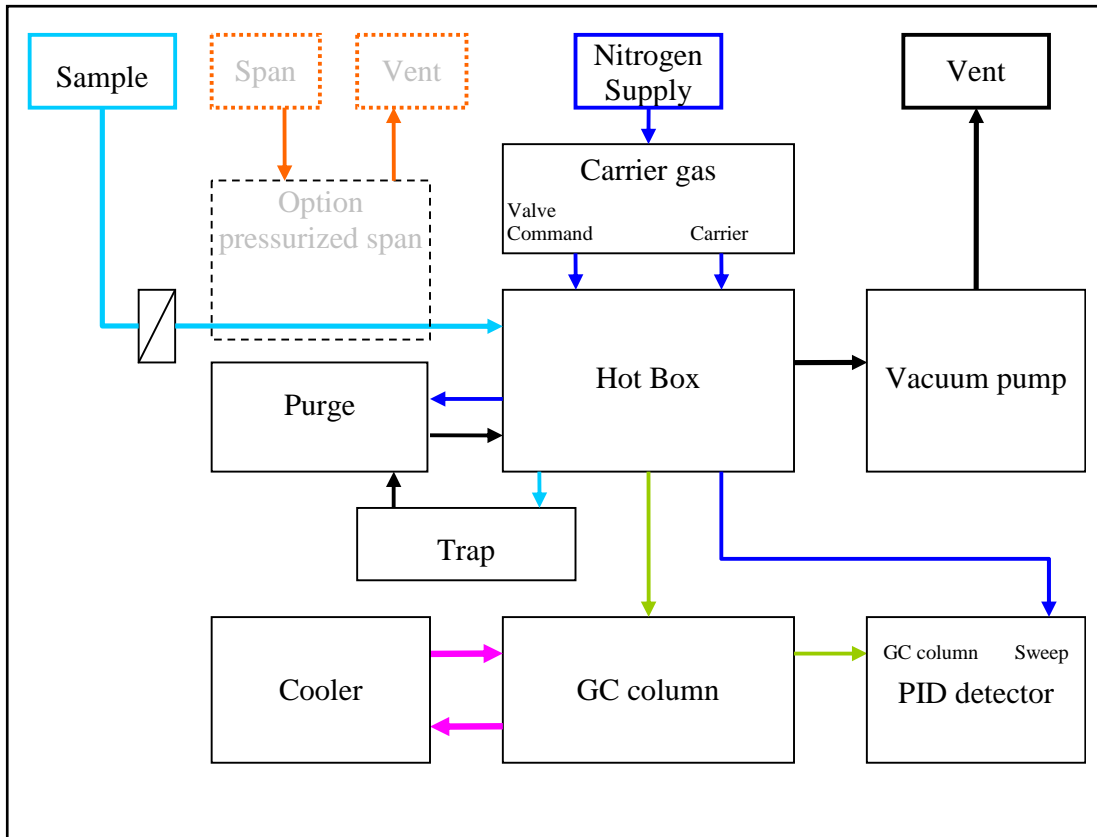 Sample
Span
Vent
Nitrogen
Supply
Vent
Carrier gas
Valve
Command
Carrier
Option
pressurized span
Hot Box
Vacuum pump
Purge
Trap
Cooler
GC column
GC column
Sweep
PID detector